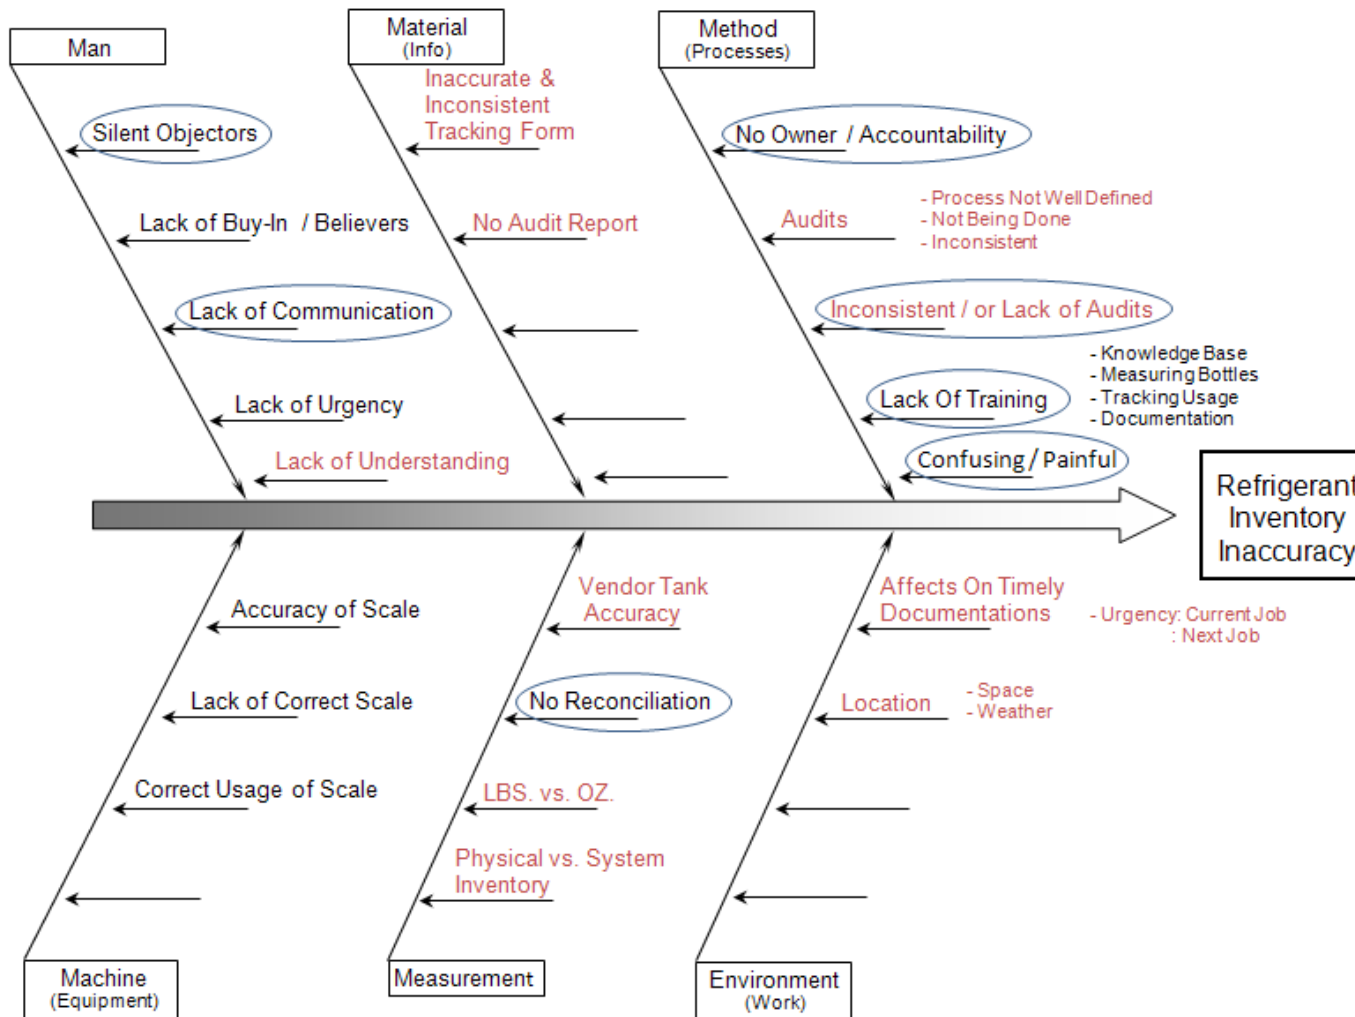 Man
Silent Objectors
Lack of Buy-In / Believers
Lack of Communication
Lack of Urgency
Lack of Understanding
Material
(Info)
Inaccurate &
Inconsistent
Tracking Form
No Audit Report
Method
(Processes)
No Owner / Accountability
Audits
- Process Not Well Defined
- Not Being Done
- Inconsistent
Inconsistent / or Lack of Audits
Lack Of Training
- Knowledge Base
- Measuring Bottles
- Tracking Usage
- Documentation
Confusing / Painful
Refrigerant
Inventory
Inaccuracy
Accuracy of Scale
Lack of Correct Scale
Correct Usage of Scale
Machine
(Equipment)
Vendor Tank
Accuracy
No Reconciliation
LBS. vs. OZ.
Physical vs. System
Inventory
Measurement
Affects On Timely
Documentations
- Urgency: Current Job
: Next Job
Location
- Space
- Weather
Environment
(Work)